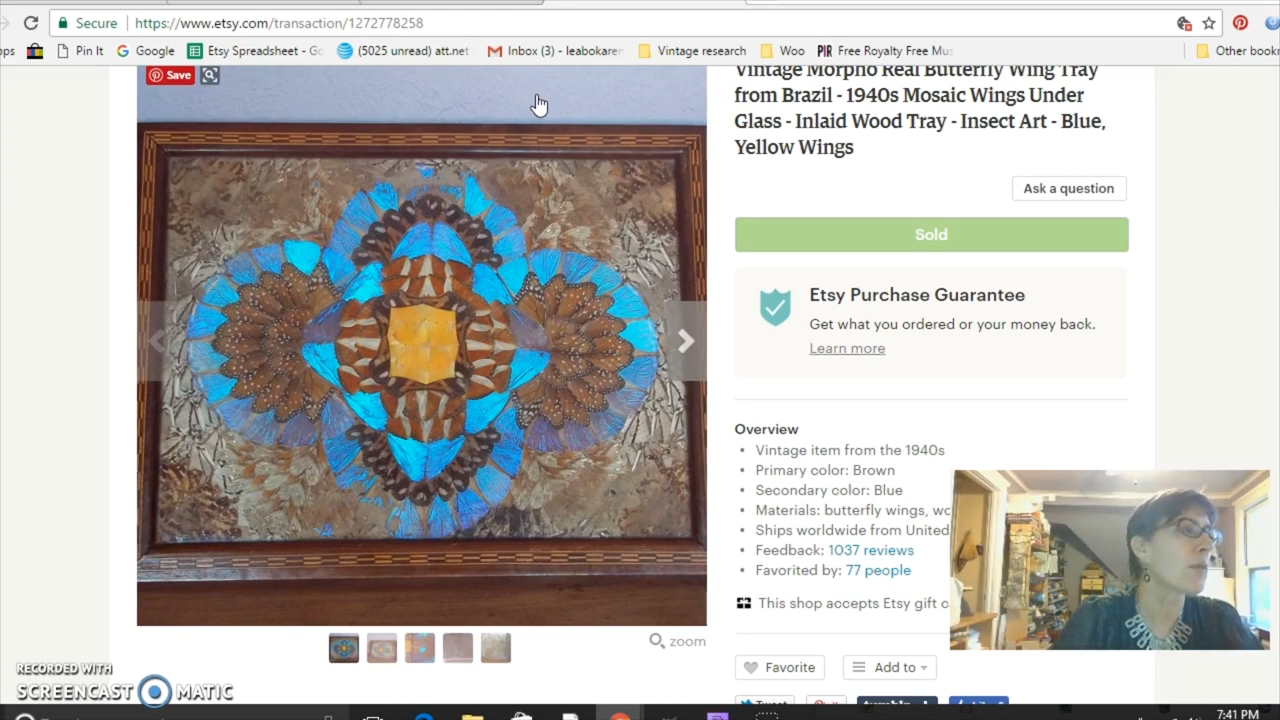 Secure
https://www.etsy.com/transaction/1272778258
Pin It
Google
Etsy Spreadsheet - Go
(5025 unread) att.net
Inbox (3) - leabokaren
Vintage research
Woo
PIR Free Royalty Free Mus
Other bookr
Save
Vintage Morpho Real Butterfly Wing Tray
from Brazil - 1940s Mosaic Wings Under
Glass - Inlaid Wood Tray - Insect Art - Blue,
Yellow Wings
Ask a question
Sold
Etsy Purchase Guarantee
Get what you ordered or your money back.
Learn more
Overview
• Vintage item from the 1940s
• Primary color: Brown
• Secondary color: Blue
• Materials: butterfly wings, wo
• Ships worldwide from United
• Feedback: 1037 reviews
• Favorited by: 77 people
This shop accepts Etsy gift c
zoom
Favorite
Add to
RECORDED WITH
SCREENCAST MATIC
7:41 PM